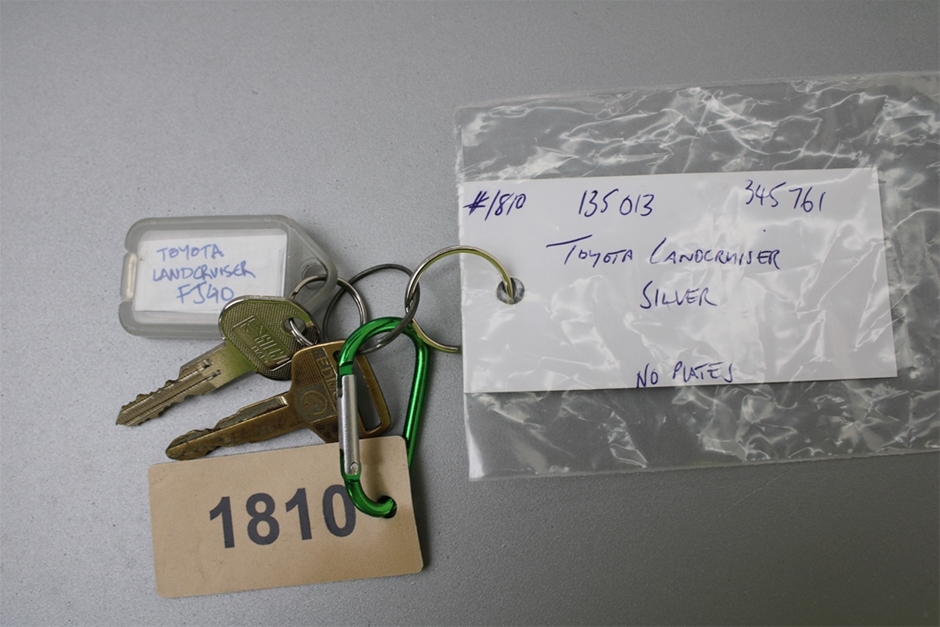 #1810 135013 345761
TOYOTA LANDCRUISER
SILVER
NO PLATES
TOYOTA
LANDCRUISER
FJ40
1810